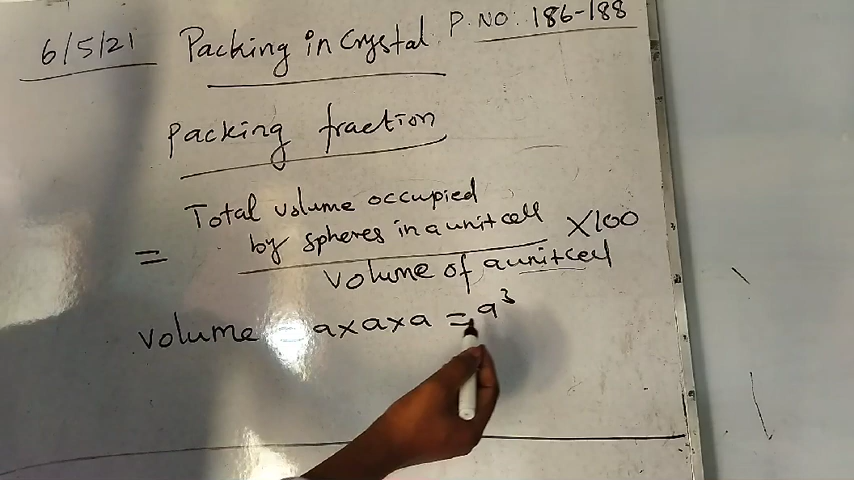 6/5/21 Packing in Crystal P.NO: 186-188
Packing fraction
Total volume occupied
= by spheres in a unit cell X100
Volume of a unit cell
Volume = a x a x a = a³